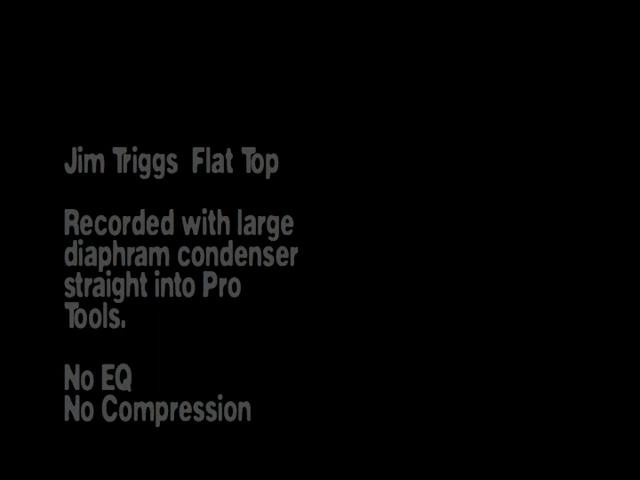 Jim Triggs  Flat Top
Recorded with large
diaphram condenser
straight into Pro
Tools.
No EQ
No Compression